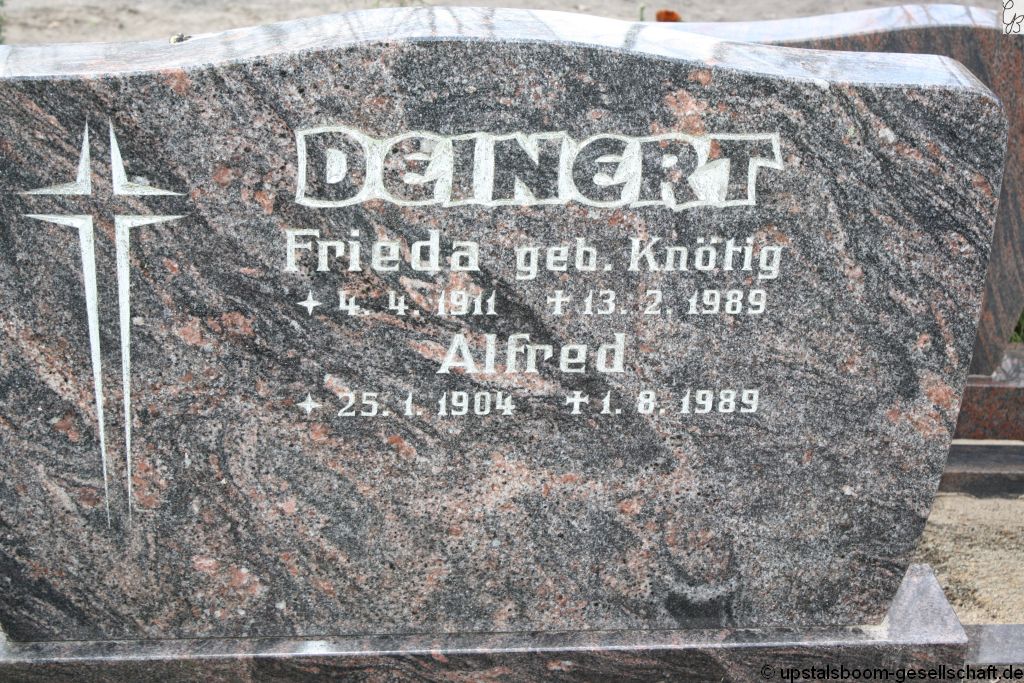 DEINERT
Frieda geb. Knötig
4. 4. 1911 † 13. 2. 1989
Alfred
25. 1. 1904 † 1. 8. 1989
© upstalsboom-gesellschaft.de